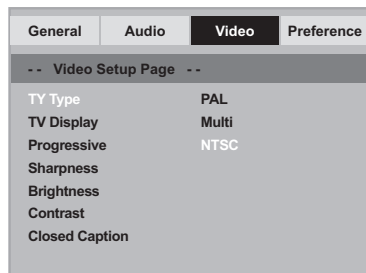 General Audio Video Preference
-- Video Setup Page --
TY Type PAL
TV Display Multi
Progressive NTSC
Sharpness
Brightness
Contrast
Closed Caption